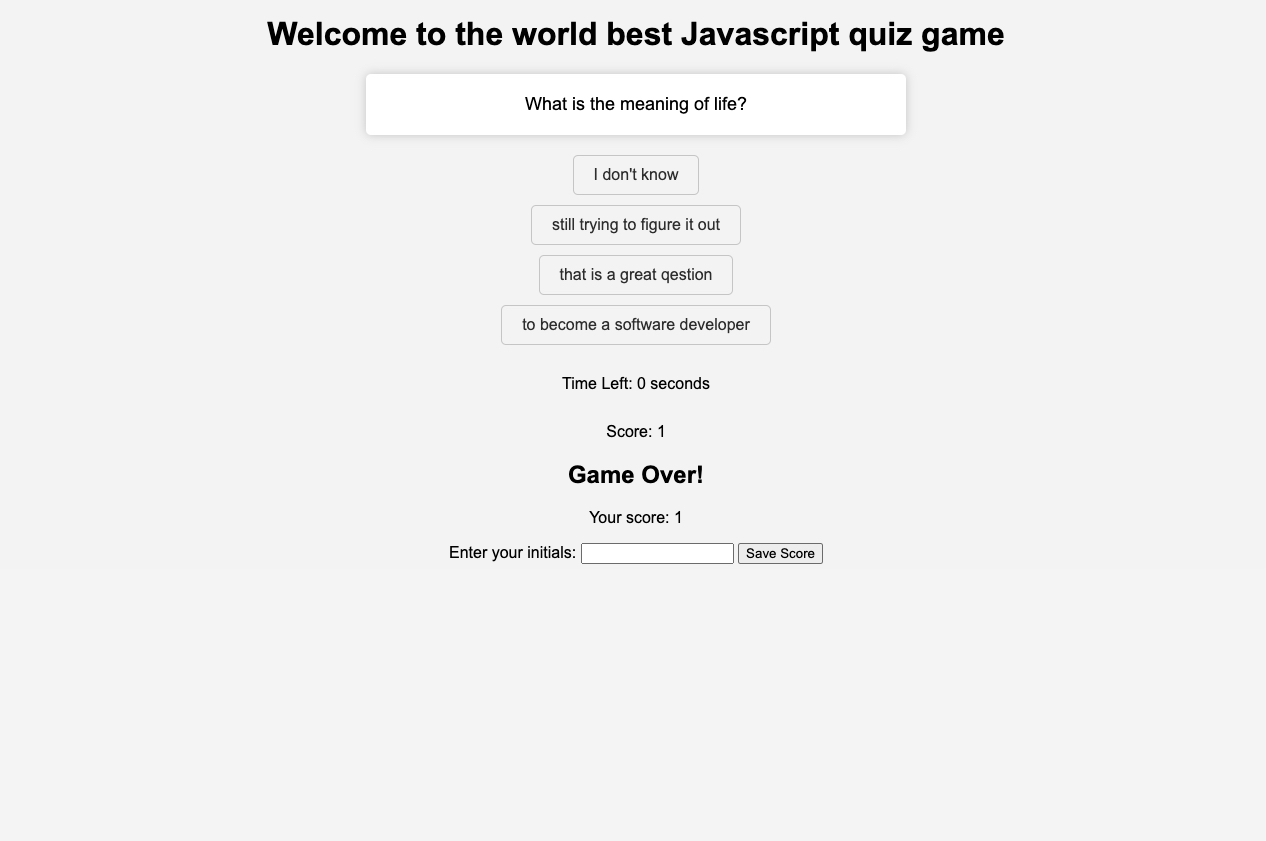 Welcome to the world best Javascript quiz game
What is the meaning of life?
I don't know
still trying to figure it out
that is a great qestion
to become a software developer
Time Left: 0 seconds
Score: 1
Game Over!
Your score: 1
Enter your initials: Save Score